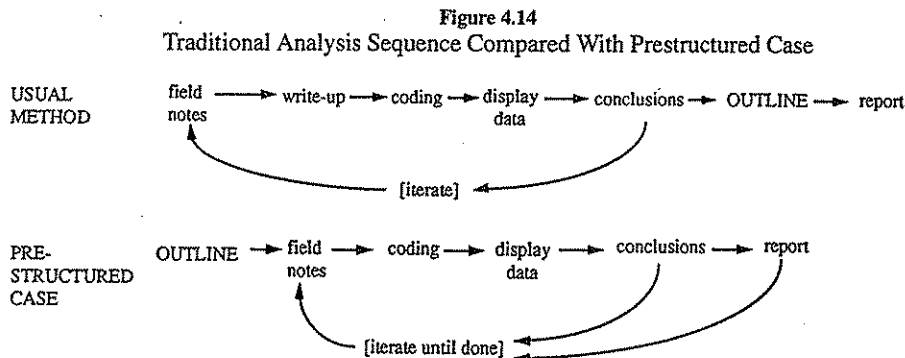 Figure 4.14
Traditional Analysis Sequence Compared With Prestructured Case
USUAL METHOD
field notes
write-up
coding
display data
conclusions
OUTLINE
report
[iterate]
PRE-STRUCTURED CASE
OUTLINE
field notes
coding
display data
conclusions
report
[iterate until done]